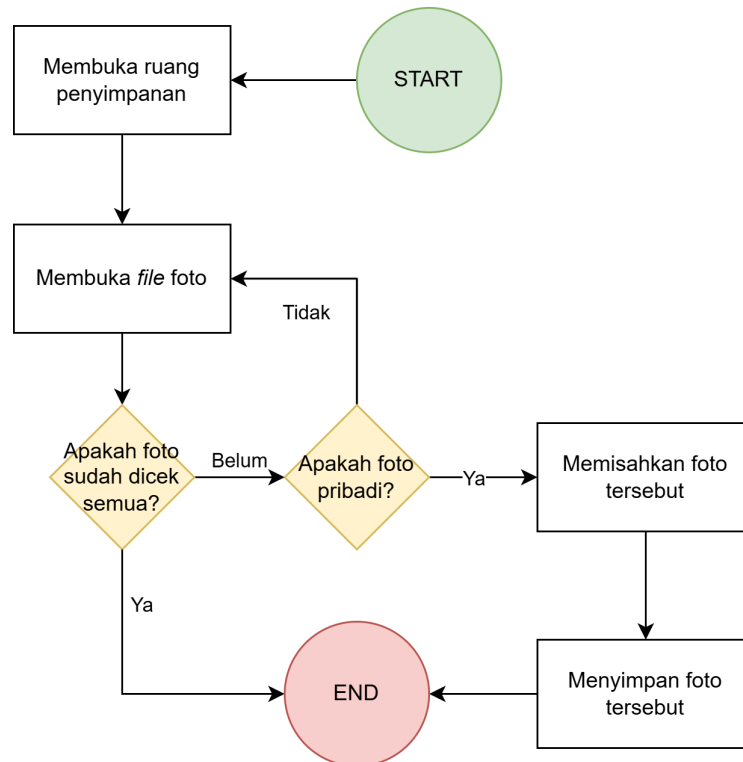 START
Membuka ruang
penyimpanan
Membuka file foto
Tidak
Apakah foto
sudah dicek
semua?
Belum
Apakah foto
pribadi?
Ya
Memisahkan foto
tersebut
Ya
END
Menyimpan foto
tersebut